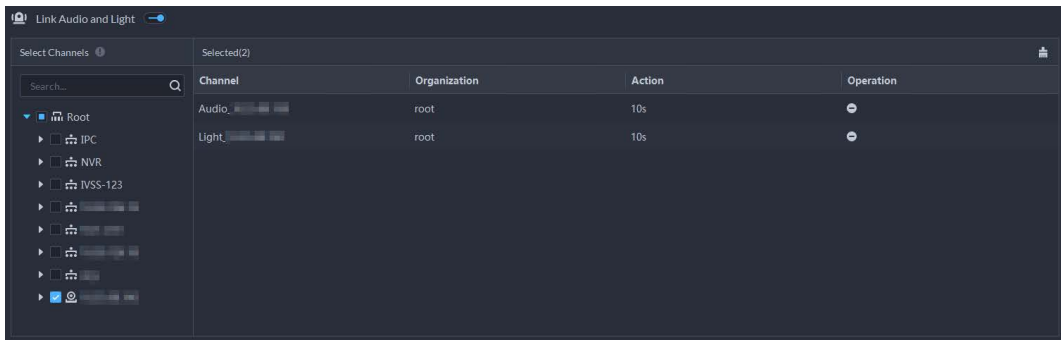 Link Audio and Light
Select Channels
Selected(2)
Search...
Channel Organization Action Operation
Root
Audio_ root 10s
IPC
Light_ root 10s
NVR
IVSS-123